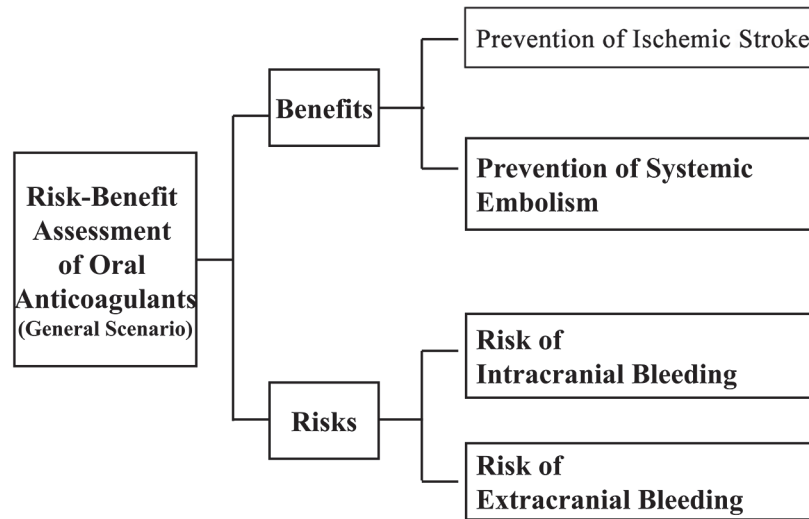 Risk-Benefit
Assessment
of Oral
Anticoagulants
(General Scenario)
Benefits
Prevention of Ischemic Stroke
Prevention of Systemic
Embolism
Risks
Risk of
Intracranial Bleeding
Risk of
Extracranial Bleeding